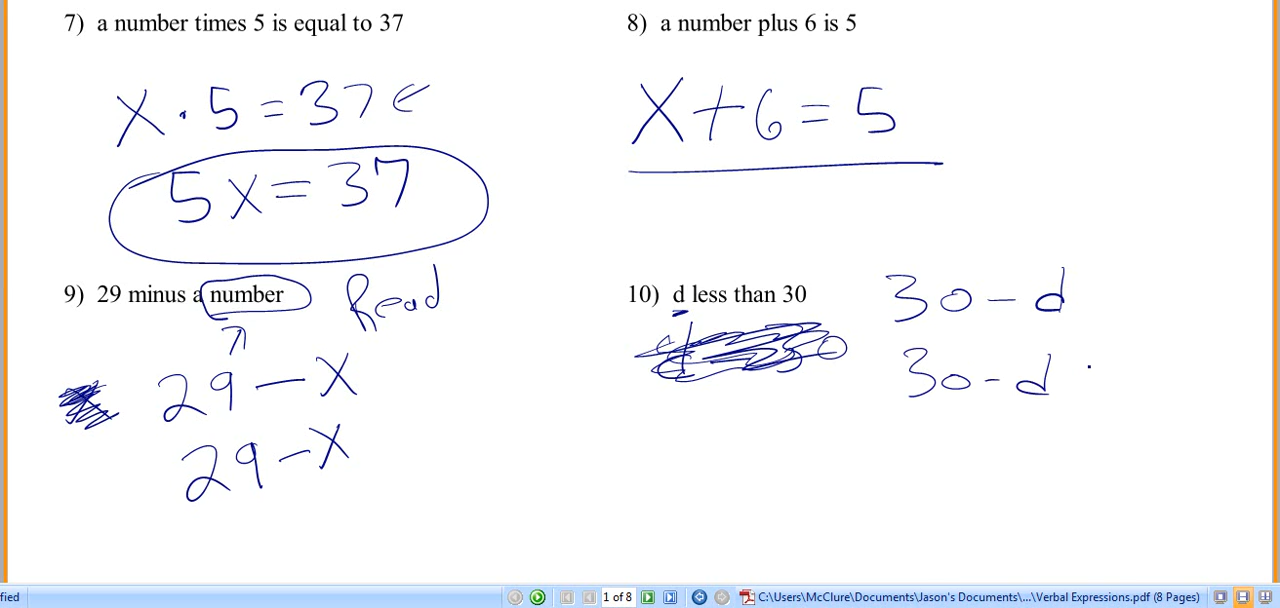 7) a number times 5 is equal to 37
x · 5 = 37
5x = 37
8) a number plus 6 is 5
x + 6 = 5
9) 29 minus a number
Read
29 - x
29 - x
10) d less than 30
30 - d
30 - d
fied
1 of 8
C:\Users\McClure\Documents\Jason's Documents\...\Verbal Expressions.pdf (8 Pages)